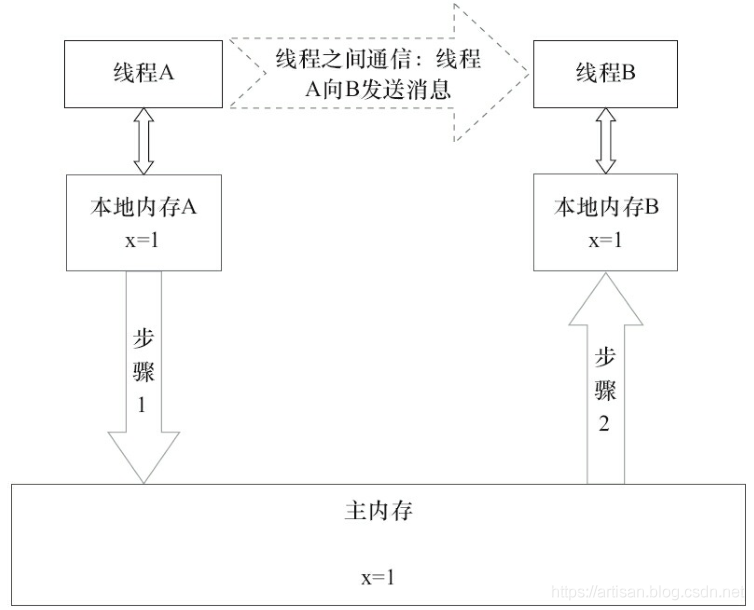 线程A
线程之间通信：线程
A向B发送消息
线程B
本地内存A
x=1
本地内存B
x=1
步
骤
1
步
骤
2
主内存
x=1
https://artisan.blog.csdn.net